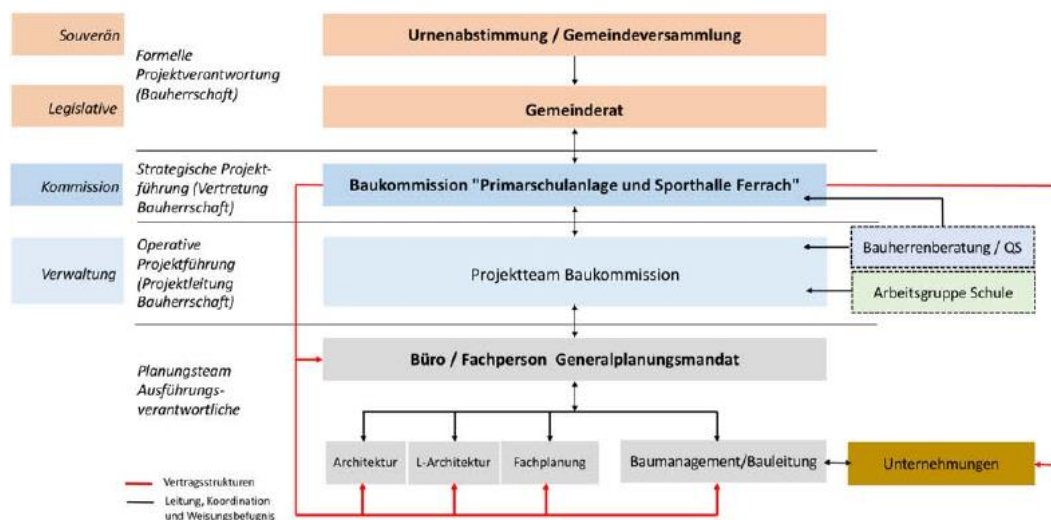 Souverän
Formelle
Projektverantwortung
(Bauherrschaft)
Urnenabstimmung / Gemeindeversammlung
Legislative
Gemeinderat
Kommission
Strategische Projekt-
führung (Vertretung
Bauherrschaft)
Baukommission "Primarschulanlage und Sporthalle Ferrach"
Verwaltung
Operative
Projektführung
(Projektleitung
Bauherrschaft)
Projektteam Baukommission
Bauherrenberatung / QS
Arbeitsgruppe Schule
Planungsteam
Ausführungs-
verantwortliche
Büro / Fachperson Generalplanungsmandat
Architektur
L-Architektur
Fachplanung
Baumanagement/Bauleitung
Unternehmungen
Vertragsstrukturen
Leitung, Koordination
und Weisungsbefugnis